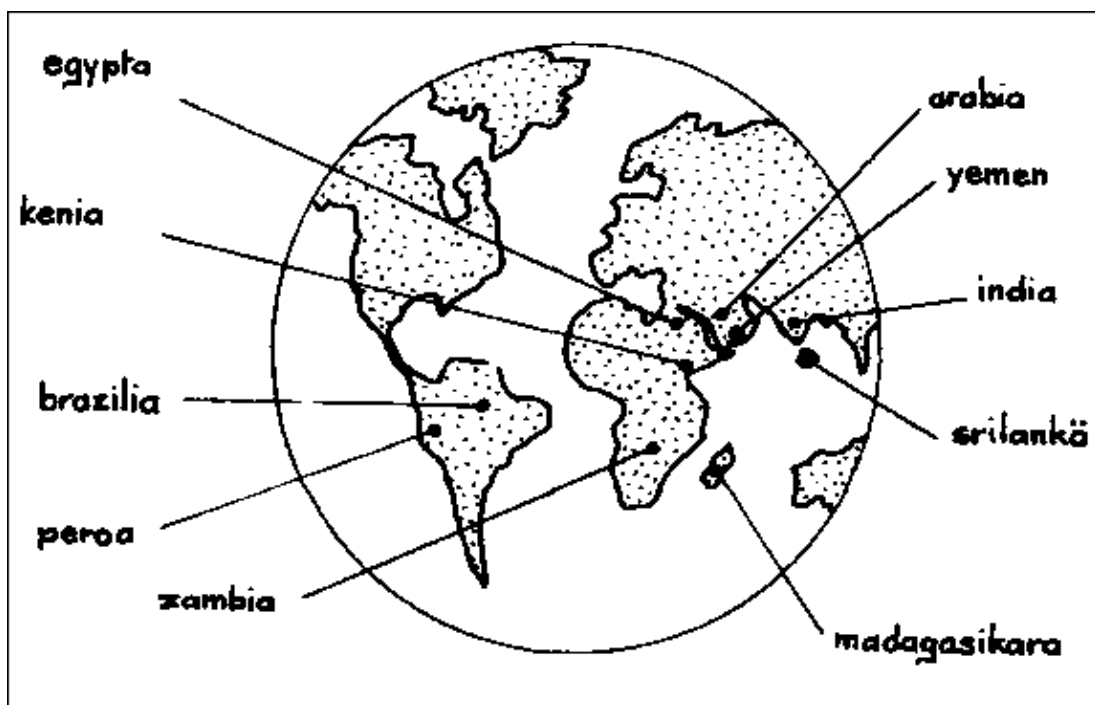 egypta
arabia
yemen
kenia
india
brazilia
srilankä
peroa
zambia
madagasikara